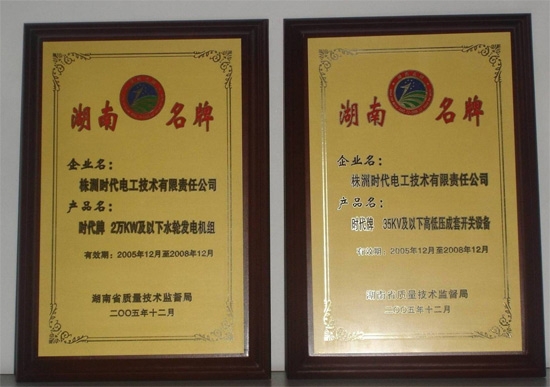 湖南名牌
企业名：
株洲时代电工技术有限责任公司
产品名：
时代牌 2万KW及以下水轮发电机组
有效期：2005年12月至2008年12月
湖南省质量技术监督局
二〇〇五年十二月
湖南名牌
企业名：
株洲时代电工技术有限责任公司
产品名：
时代牌 35KV及以下高低压成套开关设备
有效期：2005年12月至2008年12月
湖南省质量技术监督局
二〇〇五年十二月